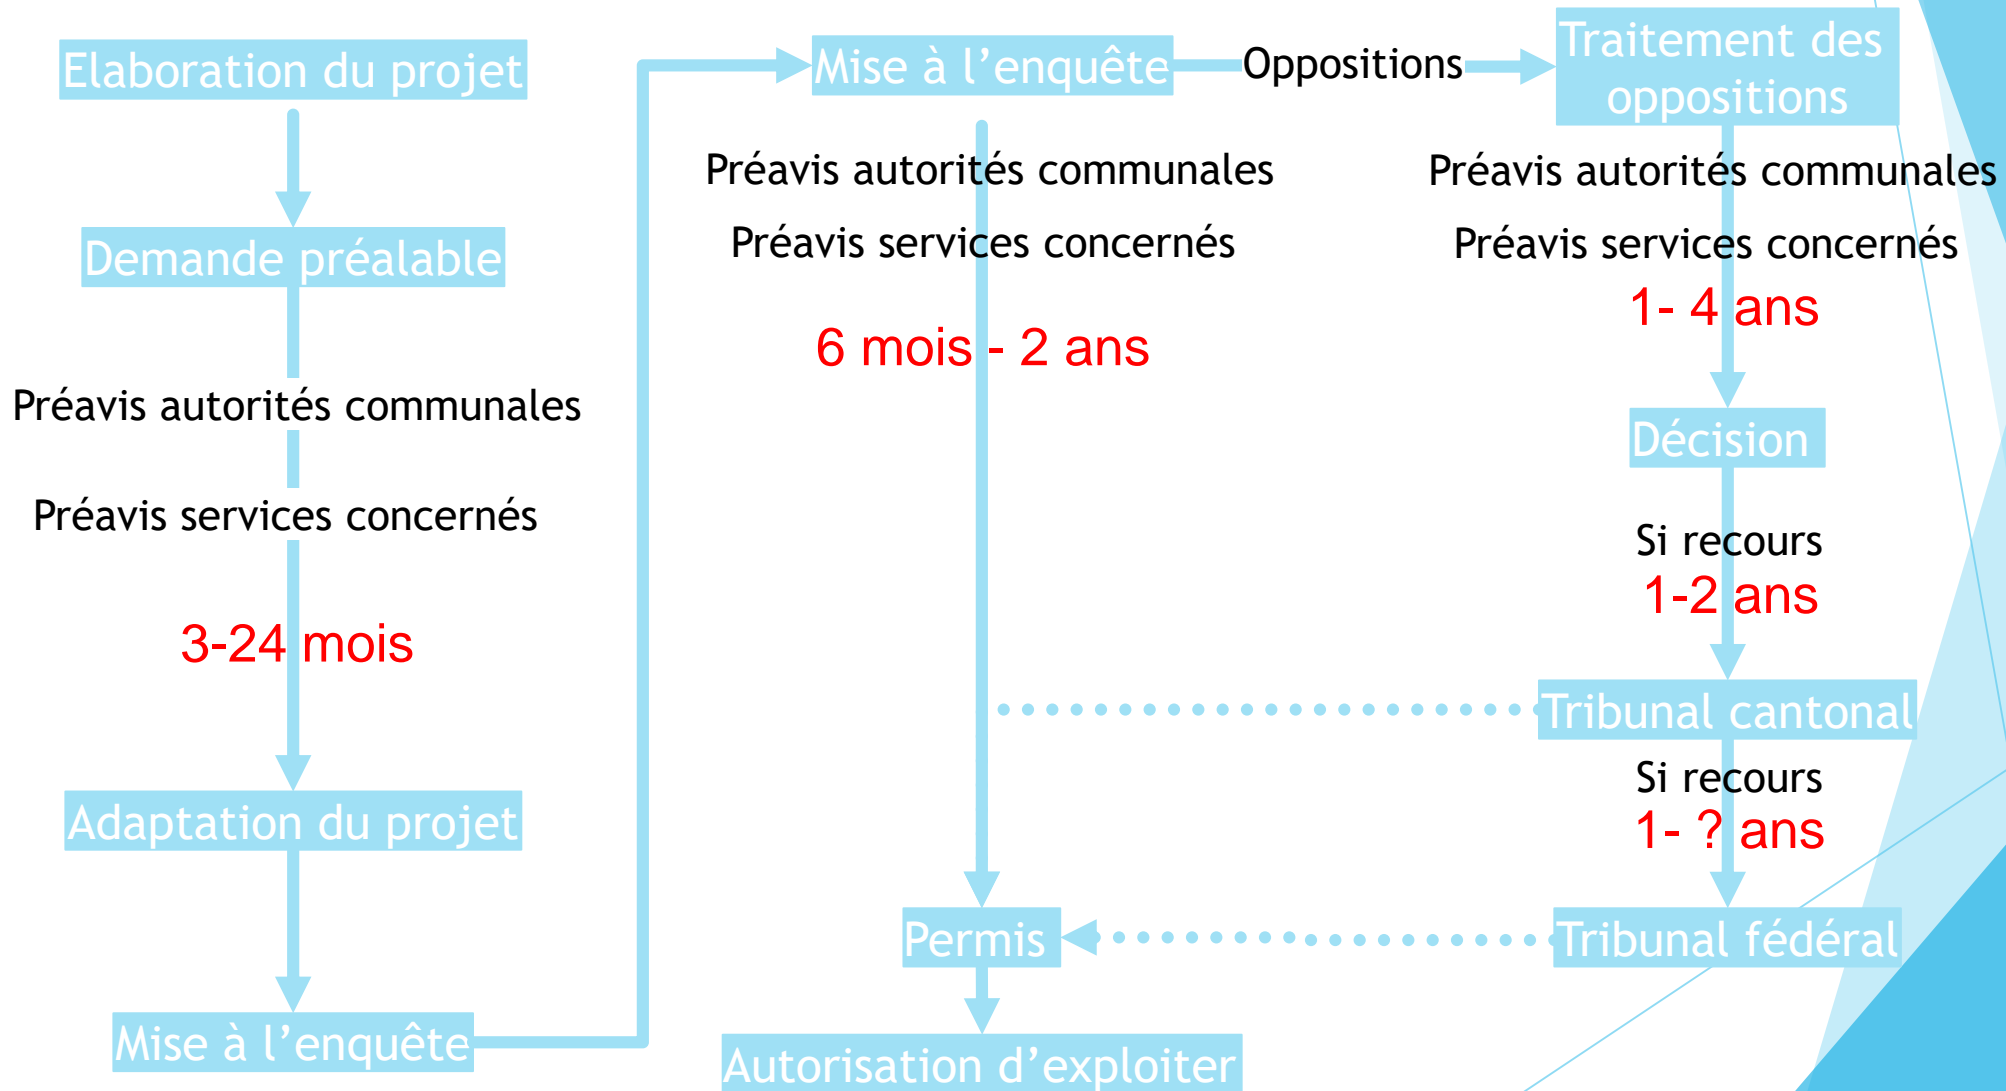 Elaboration du projet
Demande préalable
Préavis autorités communales
Préavis services concernés
3-24 mois
Adaptation du projet
Mise à l’enquête
Mise à l’enquête
Préavis autorités communales
Préavis services concernés
6 mois - 2 ans
Permis
Autorisation d’exploiter
Oppositions
Traitement des
oppositions
Préavis autorités communales
Préavis services concernés
1- 4 ans
Décision
Si recours
1-2 ans
Tribunal cantonal
Si recours
1- ? ans
Tribunal fédéral